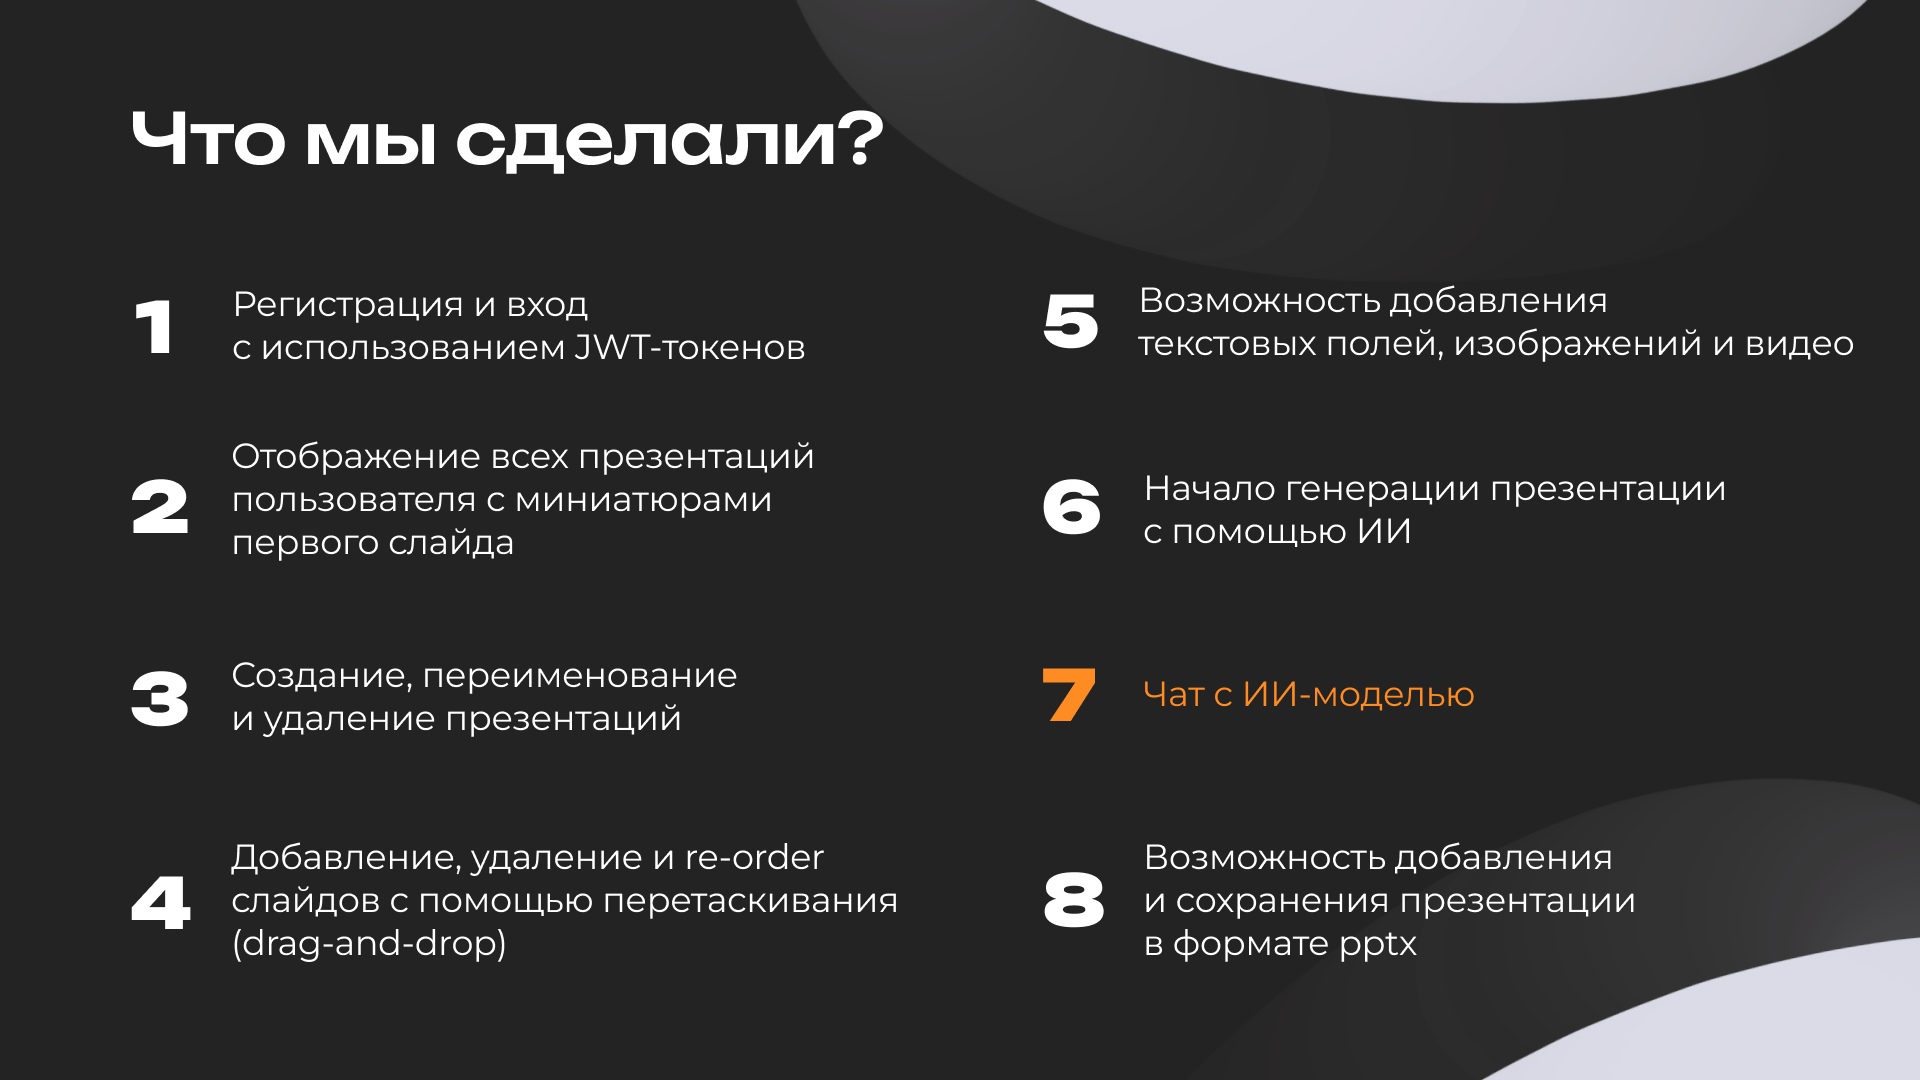 Что мы сделали?
1
Регистрация и вход
с использованием JWT-токенов
2
Отображение всех презентаций
пользователя с миниатюрами
первого слайда
3
Создание, переименование
и удаление презентаций
4
Добавление, удаление и re-order
слайдов с помощью перетаскивания
(drag-and-drop)
5
Возможность добавления
текстовых полей, изображений и видео
6
Начало генерации презентации
с помощью ИИ
7
Чат с ИИ-моделью
8
Возможность добавления
и сохранения презентации
в формате pptx